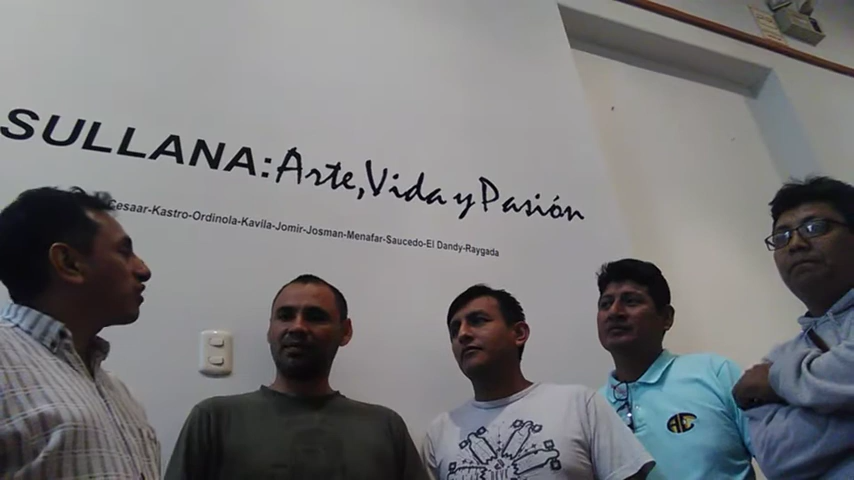 SULLANA: Arte, Vida y Pasión
Cesaar-Kastro-Ordinola-Kavila-Jomir-Josman-Menafar-Saucedo-El Dandy-Raygada